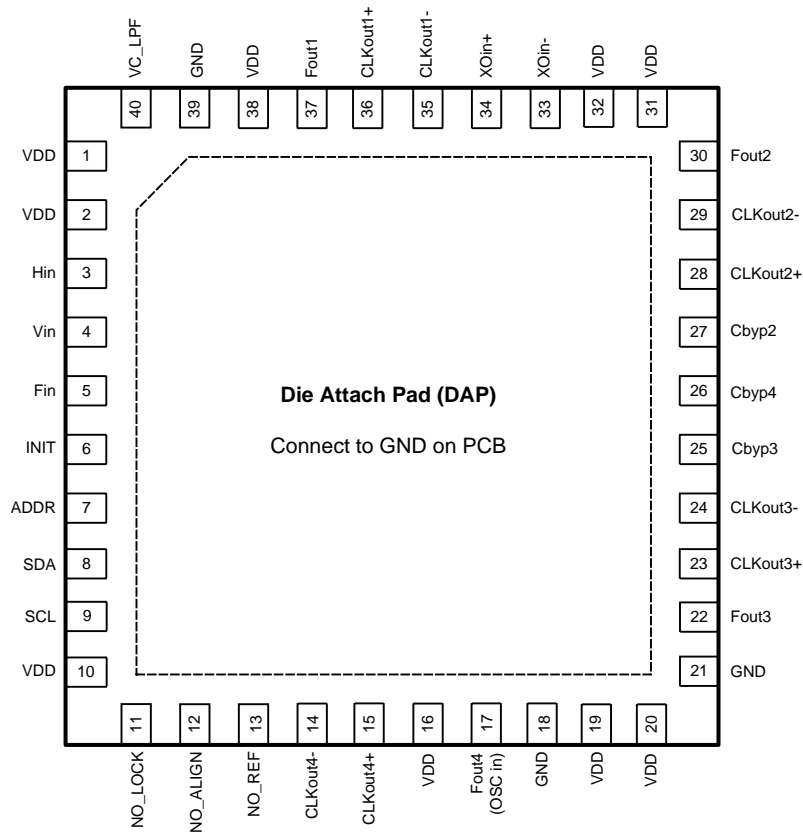 VC_LPF
GND
VDD
Fout1
CLKout1+
CLKout1-
XOin+
XOin-
VDD
VDD
40
39
38
37
36
35
34
33
32
31
VDD 1
VDD 2
Hin 3
Vin 4
Fin 5
INIT 6
ADDR 7
SDA 8
SCL 9
VDD 10
Die Attach Pad (DAP)
Connect to GND on PCB
30 Fout2
29 CLKout2-
28 CLKout2+
27 Cbyp2
26 Cbyp4
25 Cbyp3
24 CLKout3-
23 CLKout3+
22 Fout3
21 GND
11
12
13
14
15
16
17
18
19
20
NO_LOCK
NO_ALIGN
NO_REF
CLKout4-
CLKout4+
VDD
Fout4
(OSC in)
GND
VDD
VDD